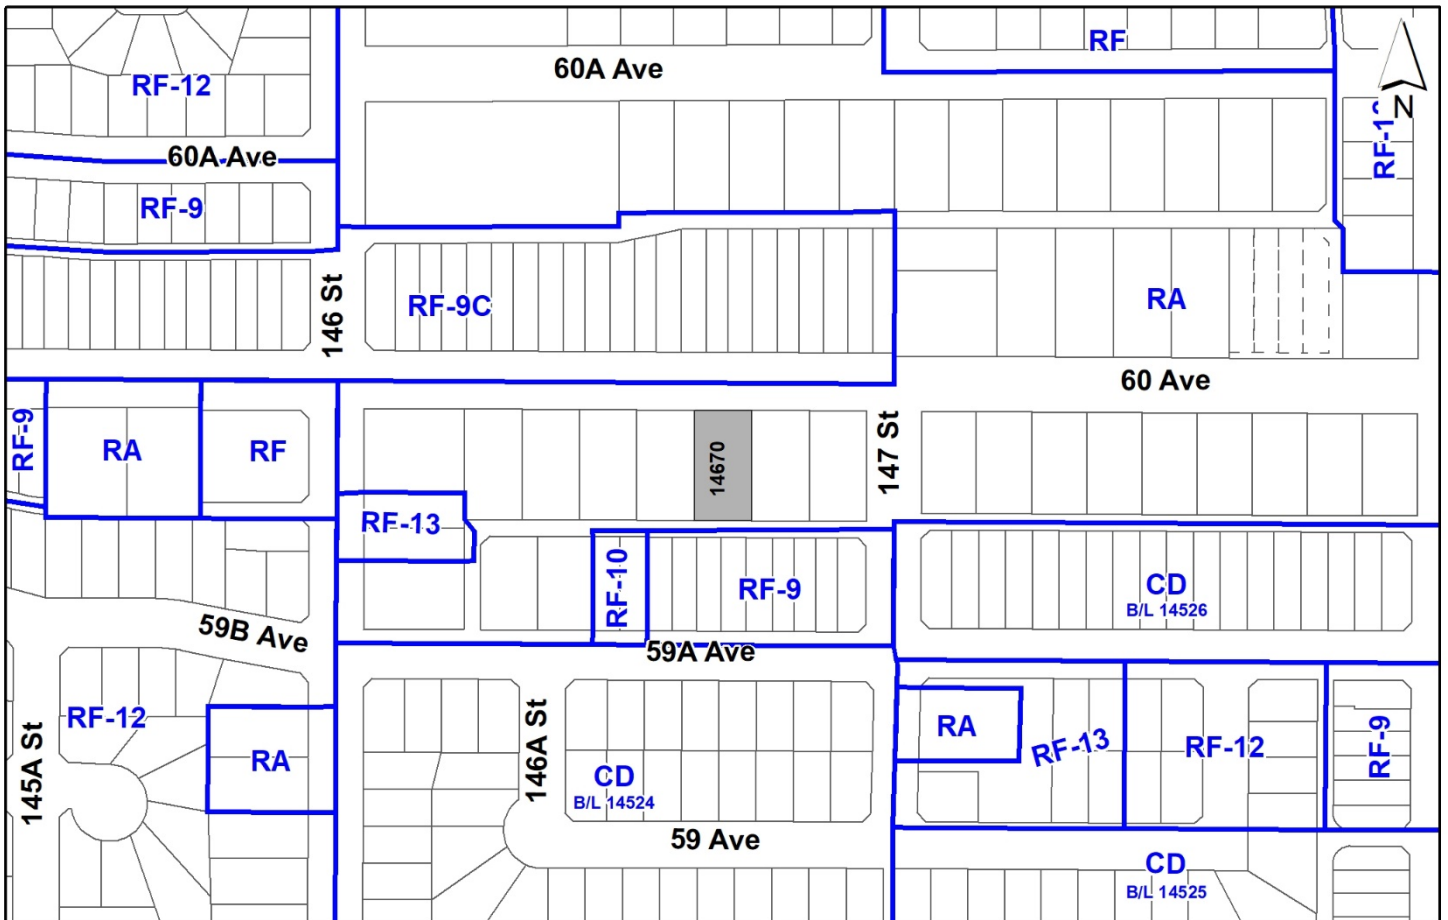 RF
60A Ave
RF-12
N
60A Ave
RF-9
146 St
RF-9C
RA
60 Ave
RF-9
RA
RF
14670
147 St
RF-13
RF-10
RF-9
CD
B/L 14526
59B Ave
59A Ave
RF-12
RA
145A St
146A St
CD
B/L 14524
RA
RF-13
RF-12
RF-9
59 Ave
CD
B/L 14525